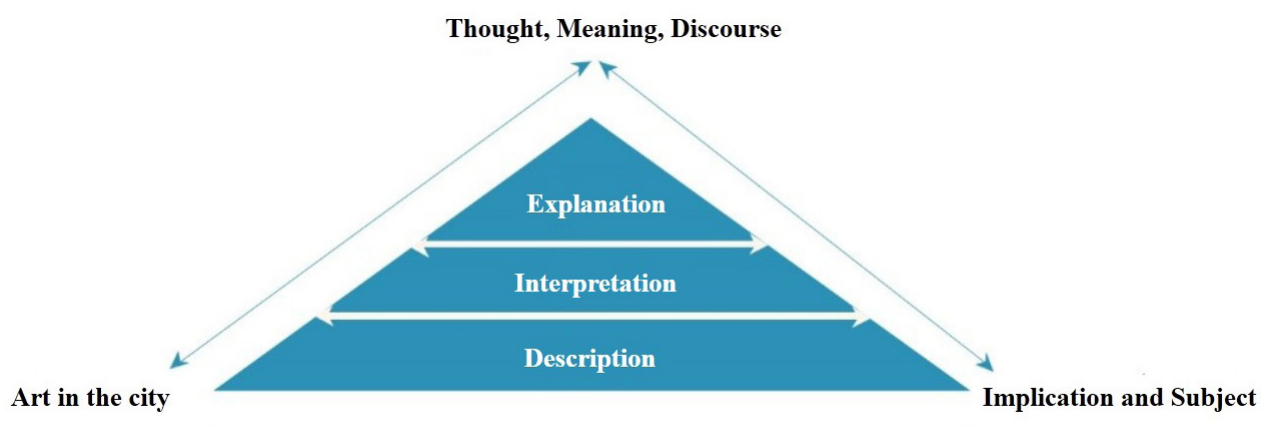 Thought, Meaning, Discourse
Explanation
Interpretation
Description
Art in the city
Implication and Subject